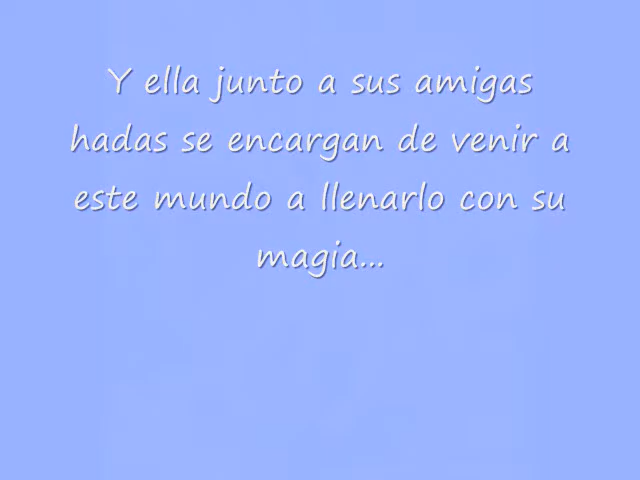 Y ella junto a sus amigas
hadas se encargan de venir a
este mundo a llenarlo con su
magia...